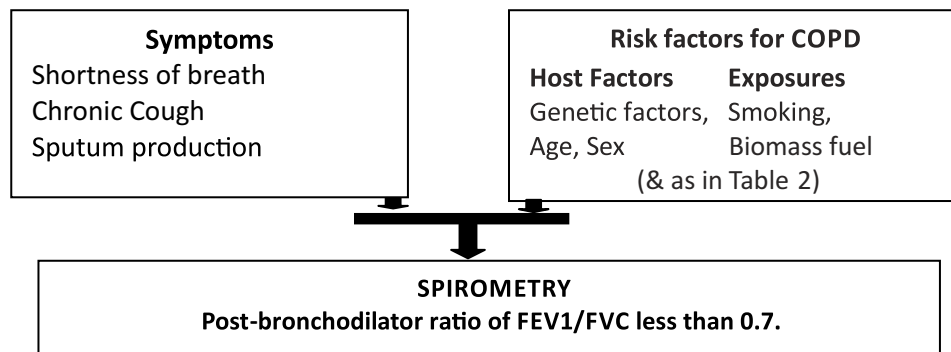 Symptoms
Shortness of breath
Chronic Cough
Sputum production
Risk factors for COPD
Host Factors
Genetic factors,
Age, Sex
Exposures
Smoking,
Biomass fuel
(& as in Table 2)
SPIROMETRY
Post-bronchodilator ratio of FEV1/FVC less than 0.7.